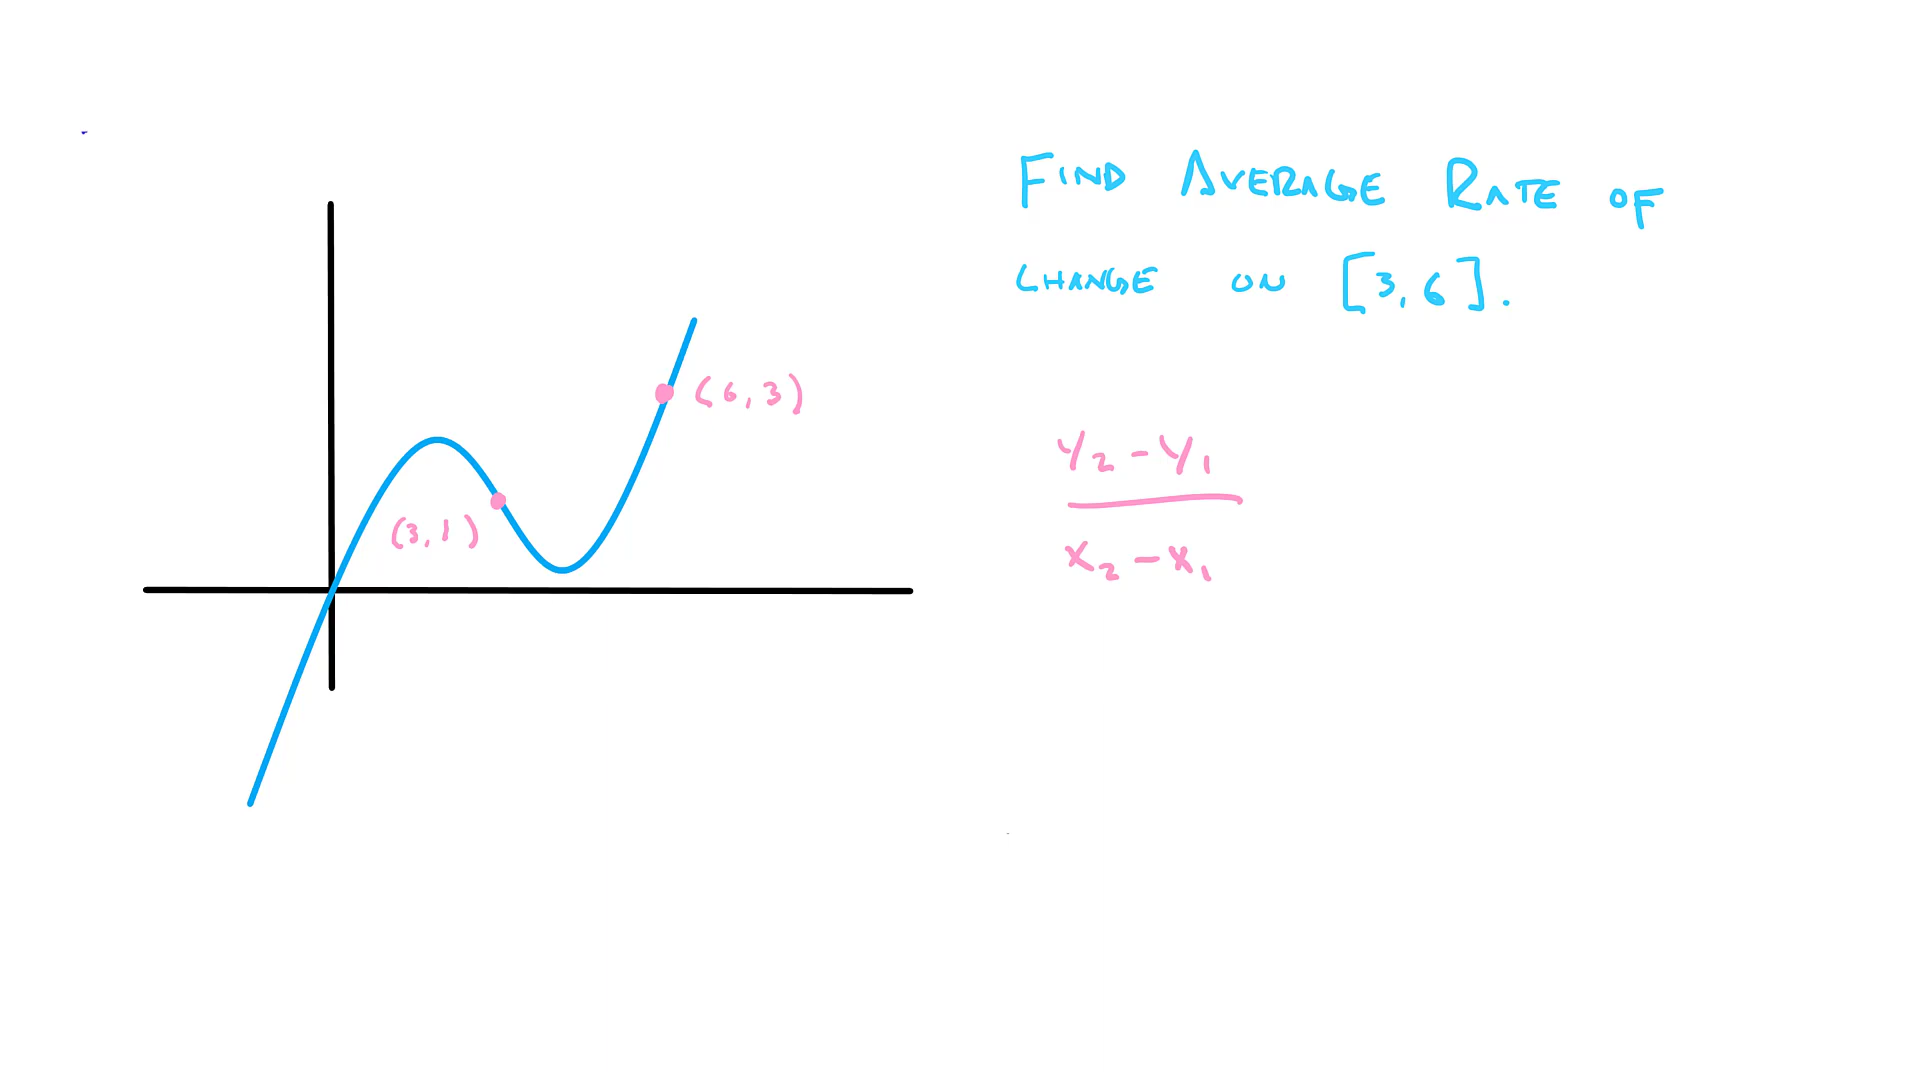 FIND AVERAGE RATE OF
CHANGE ON [3, 6].
(6, 3)
(3, 1)
y₂ - y₁
x₂ - x₁